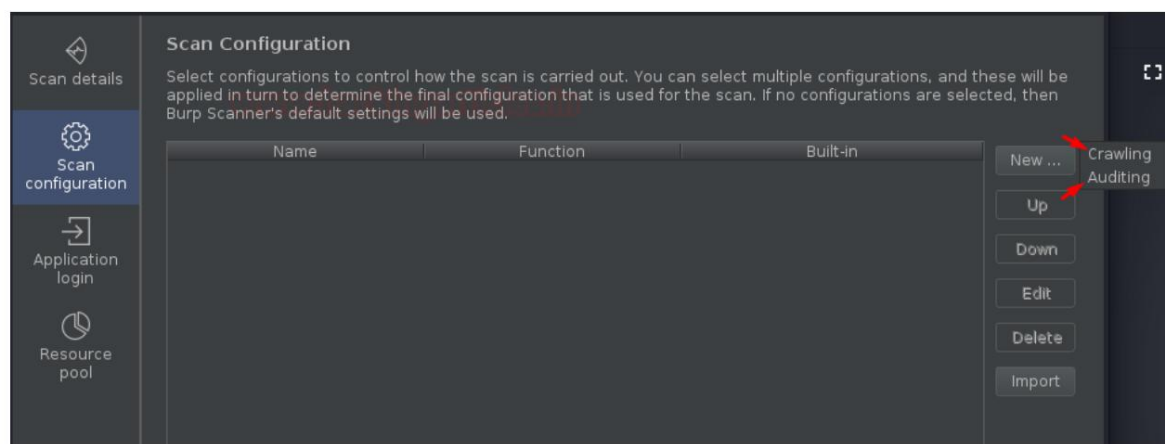 Scan details
Scan
configuration
Application
login
Resource
pool
Scan Configuration
Select configurations to control how the scan is carried out. You can select multiple configurations, and these will be
applied in turn to determine the final configuration that is used for the scan. If no configurations are selected, then
Burp Scanner's default settings will be used.
Name Function Built-in
New ...
Up
Down
Edit
Delete
Import
Crawling
Auditing